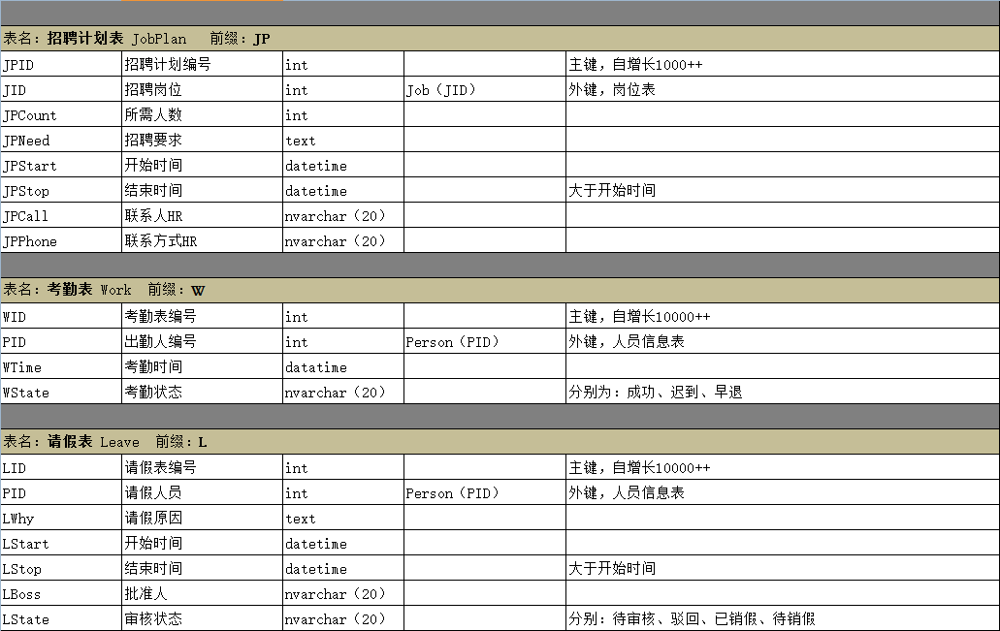 表名：招聘计划表 JobPlan 前缀：JP
JPID 招聘计划编号 int 主键，自增长1000++
JID 招聘岗位 int Job（JID） 外键，岗位表
JPCount 所需人数 int
JPNeed 招聘要求 text
JPStart 开始时间 datetime
JPStop 结束时间 datetime 大于开始时间
JPCall 联系人HR nvarchar（20）
JPPhone 联系方式HR nvarchar（20）
表名：考勤表 Work 前缀：W
WID 考勤表编号 int 主键，自增长10000++
PID 出勤人编号 int Person（PID） 外键，人员信息表
WTime 考勤时间 datatime
WState 考勤状态 nvarchar（20） 分别为：成功、迟到、早退
表名：请假表 Leave 前缀：L
LID 请假表编号 int 主键，自增长10000++
PID 请假人员 int Person（PID） 外键，人员信息表
LWhy 请假原因 text
LStart 开始时间 datetime
LStop 结束时间 datetime 大于开始时间
LBoss 批准人 nvarchar（20）
LState 审核状态 nvarchar（20） 分别：待审核、驳回、已销假、待销假